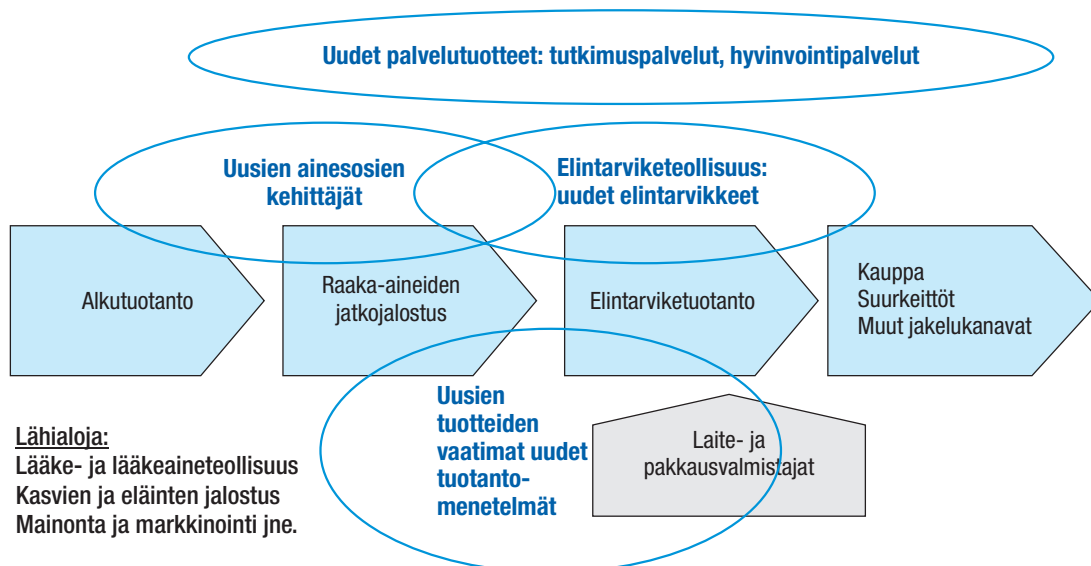 Uudet palvelutuotteet: tutkimuspalvelut, hyvinvointipalvelut
Uusien ainesosien
kehittäjät
Elintarviketeollisuus:
uudet elintarvikkeet
Alkutuotanto
Raaka-aineiden
jatkojalostus
Elintarviketuotanto
Kauppa
Suurkeittöt
Muut jakelukanavat
Uusien
tuotteiden
vaatimat uudet
tuotanto-
menetelmät
Laite- ja
pakkausvalmistajat
Lähialoja:
Lääke- ja lääkeaineteollisuus
Kasvien ja eläinten jalostus
Mainonta ja markkinointi jne.